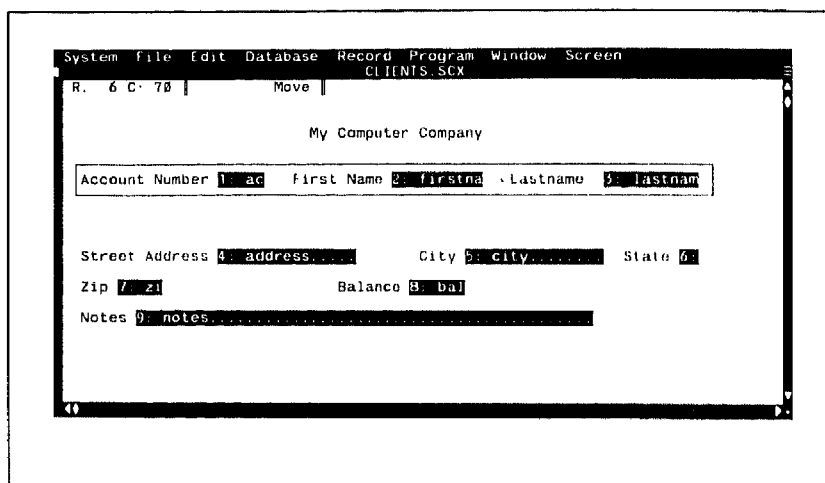 System File Edit Database Record Program Window Screen
CLIENTS.SCX
R. 6 C· 70 Move
My Computer Company
Account Number 1: ac First Name 2: firstna Lastname 3: lastnam
Street Address 4: address..... City 5: city........ State 6:
Zip 7: zi Balance 8: bal
Notes 9: notes.................................